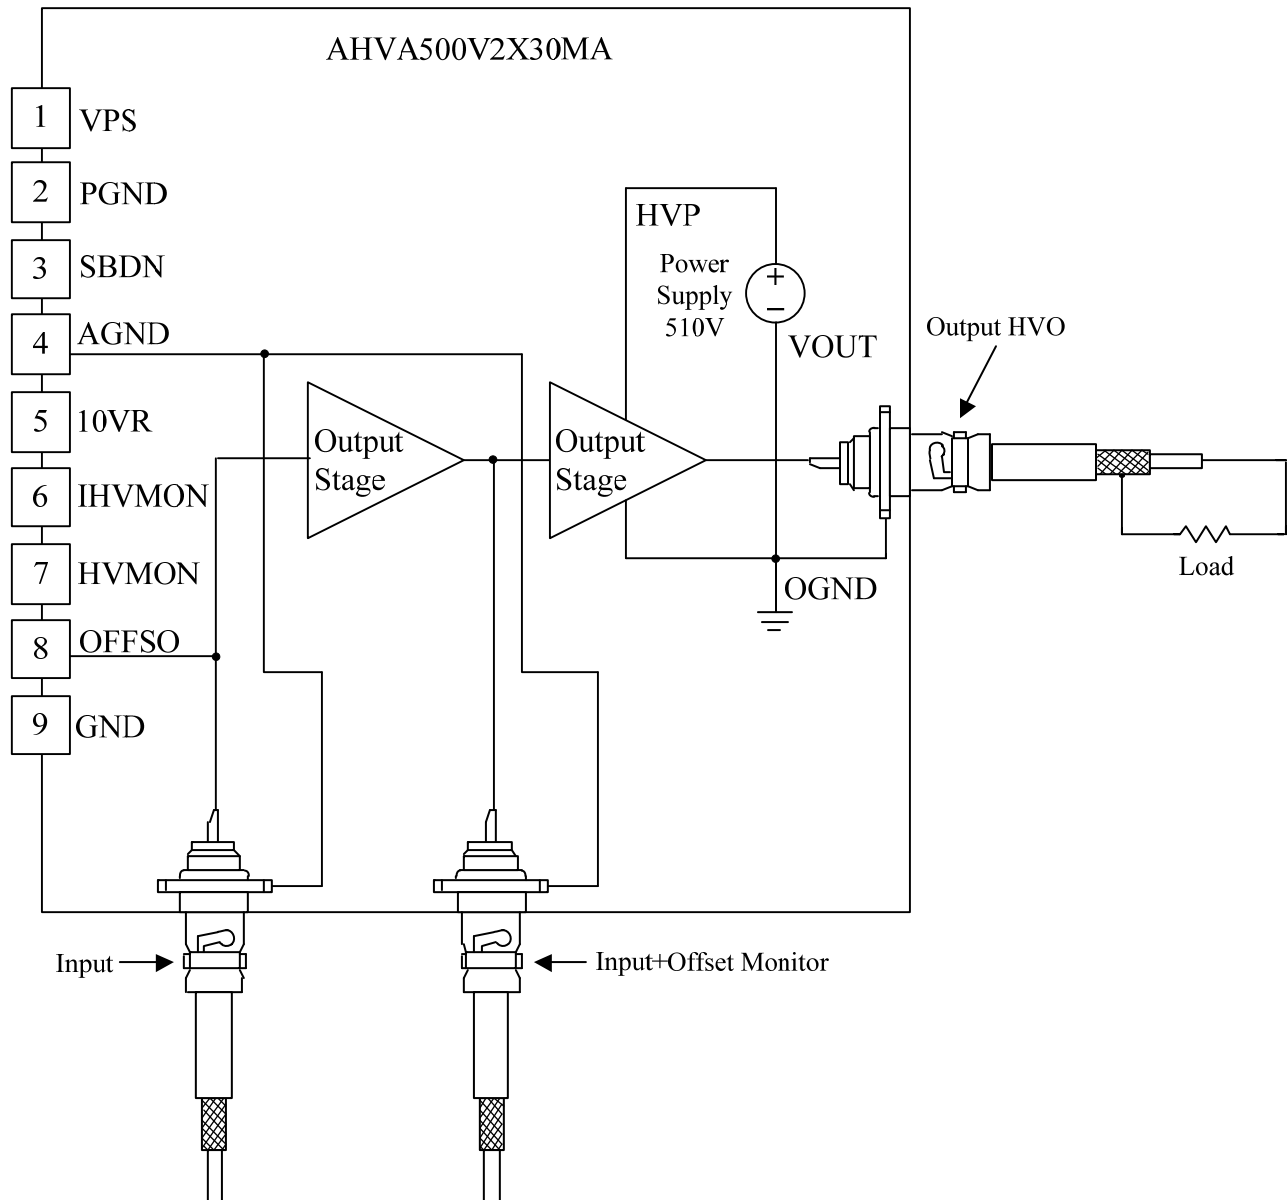 AHVA500V2X30MA
1 VPS
2 PGND
3 SBDN
4 AGND
5 10VR
6 IHVMON
7 HVMON
8 OFFSO
9 GND
HVP
Power
Supply
510V
+
−
VOUT
Output HVO
Output
Stage
Output
Stage
OGND
Load
Input
Input+Offset Monitor